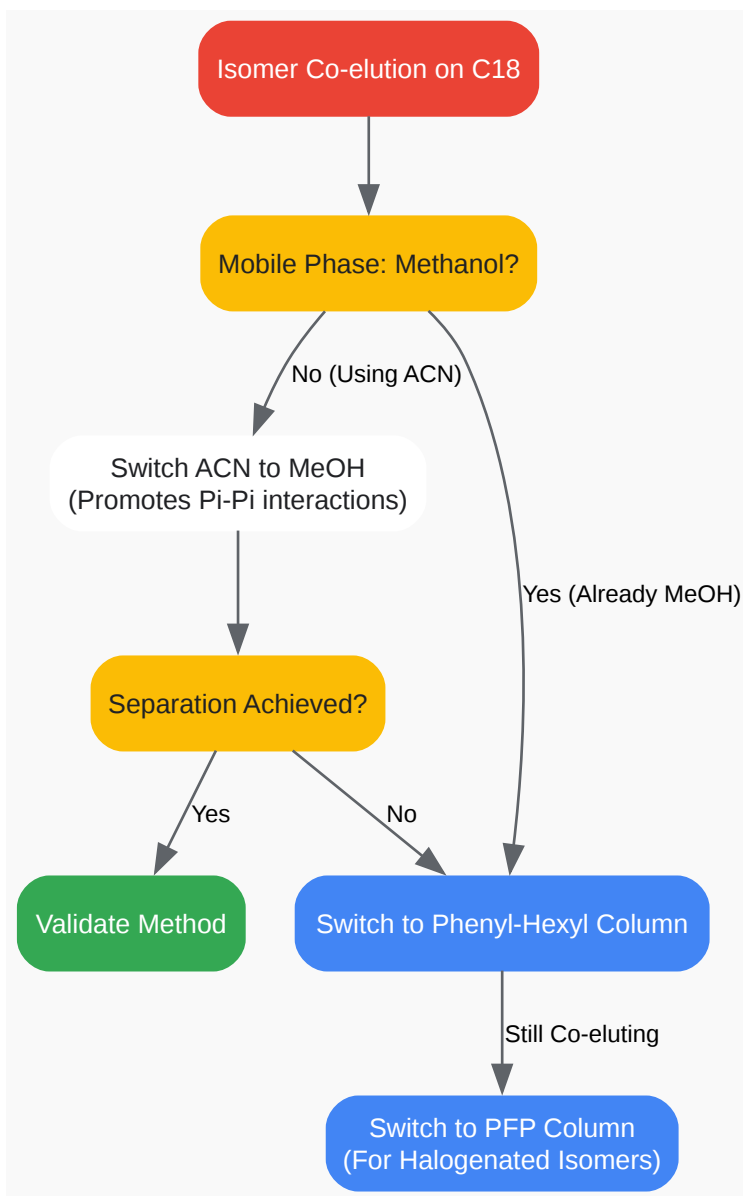 Isomer Co-elution on C18
Mobile Phase: Methanol?
No (Using ACN)
Switch ACN to MeOH
(Promotes Pi-Pi interactions)
Yes (Already MeOH)
Separation Achieved?
Yes
No
Validate Method
Switch to Phenyl-Hexyl Column
Still Co-eluting
Switch to PFP Column
(For Halogenated Isomers)